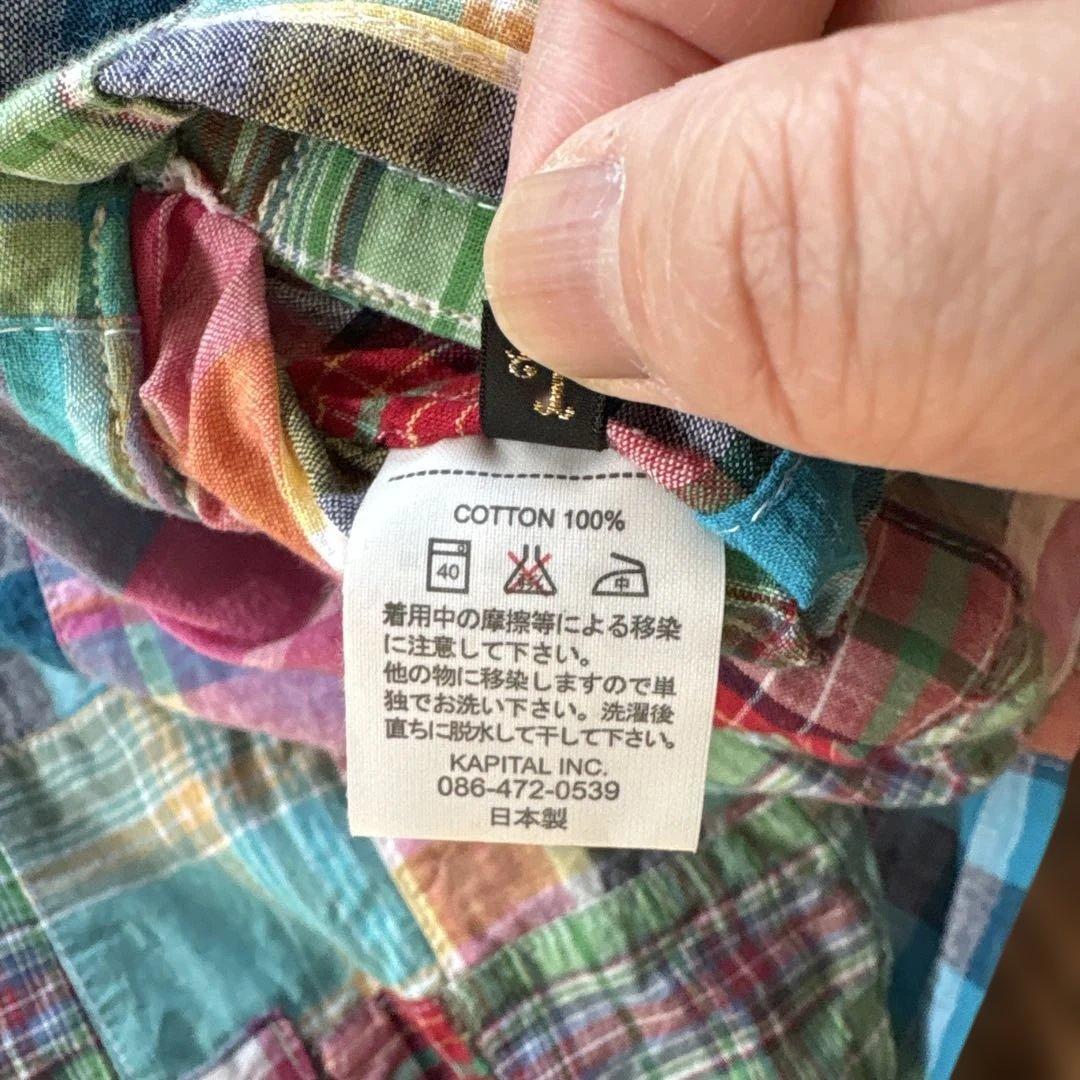 COTTON 100%
40 中
着用中の摩擦等による移染
に注意して下さい。
他の物に移染しますので単
独でお洗い下さい。洗濯後
直ちに脱水して干して下さい。
KAPITAL INC.
086-472-0539
日本製